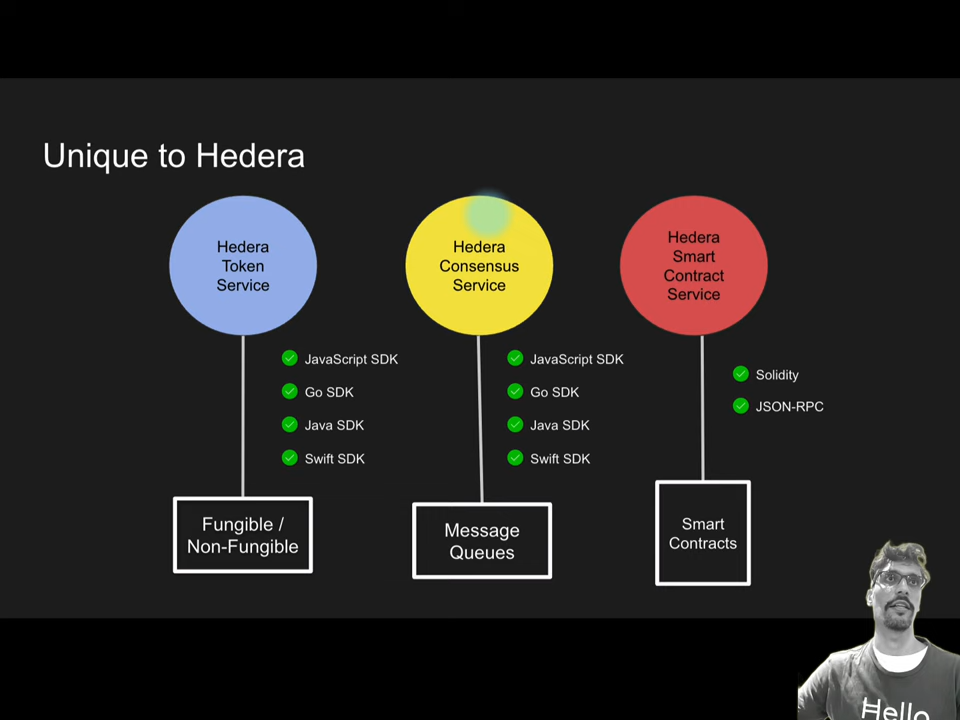 Unique to Hedera
Hedera
Token
Service
Hedera
Consensus
Service
Hedera
Smart
Contract
Service
JavaScript SDK
Go SDK
Java SDK
Swift SDK
JavaScript SDK
Go SDK
Java SDK
Swift SDK
Solidity
JSON-RPC
Fungible /
Non-Fungible
Message
Queues
Smart
Contracts
Hello